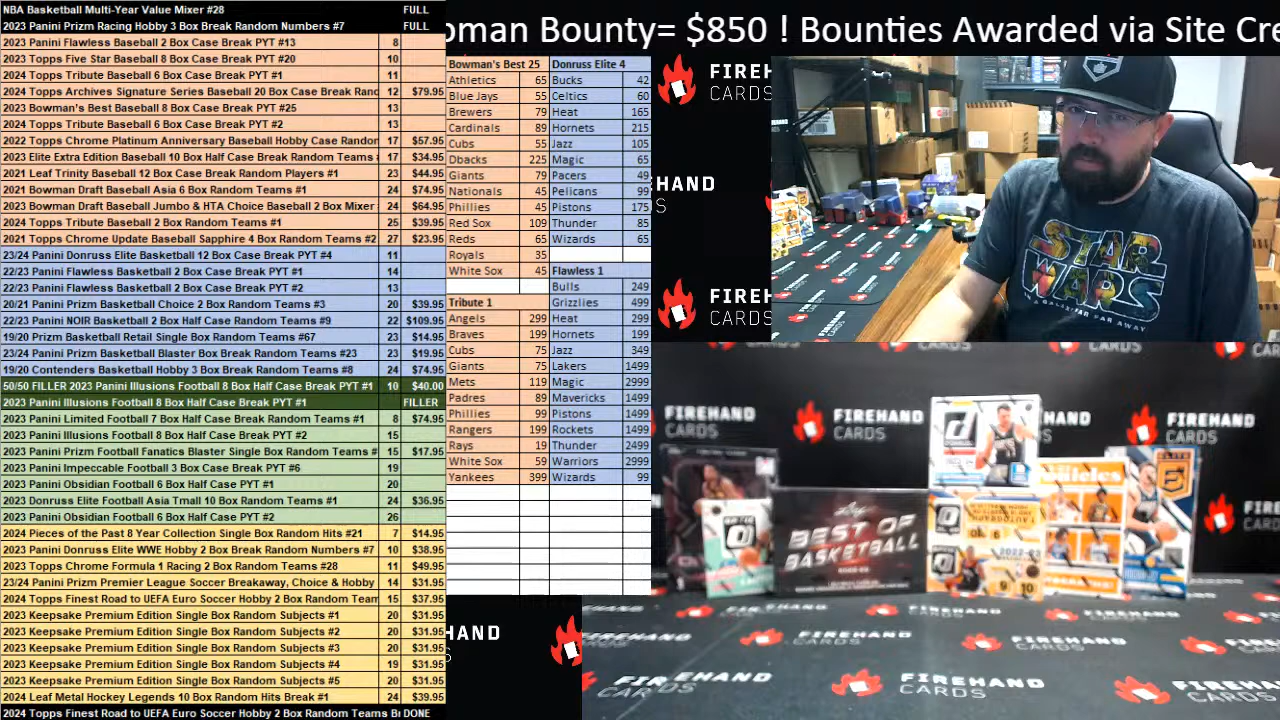 NBA Basketball Multi-Year Value Mixer #28 FULL
2023 Panini Prizm Racing Hobby 3 Box Break Random Numbers #7 FULL
2023 Panini Flawless Baseball 2 Box Case Break PYT #13 8
2023 Topps Five Star Baseball 8 Box Case Break PYT #20 10
2024 Topps Tribute Baseball 6 Box Case Break PYT #1 11
2024 Topps Archives Signature Series Baseball 20 Box Case Break Ranc 12 $79.95
2023 Bowman's Best Baseball 8 Box Case Break PYT #25 13
2024 Topps Tribute Baseball 6 Box Case Break PYT #2 13
2022 Topps Chrome Platinum Anniversary Baseball Hobby Case Randor 17 $57.95
2023 Elite Extra Edition Baseball 10 Box Half Case Break Random Teams 17 $34.95
2021 Leaf Trinity Baseball 12 Box Case Break Random Players #1 23 $44.95
2021 Bowman Draft Baseball Asia 6 Box Random Teams #1 24 $74.95
2023 Bowman Draft Baseball Jumbo & HTA Choice Baseball 2 Box Mixer 24 $64.95
2024 Topps Tribute Baseball 2 Box Random Teams #1 25 $39.95
2021 Topps Chrome Update Baseball Sapphire 4 Box Random Teams #2 27 $23.95
23/24 Panini Donruss Elite Basketball 12 Box Case Break PYT #4 11
22/23 Panini Flawless Basketball 2 Box Case Break PYT #1 14
22/23 Panini Flawless Basketball 2 Box Case Break PYT #2 13
20/21 Panini Prizm Basketball Choice 2 Box Random Teams #3 20 $39.95
22/23 Panini NOIR Basketball 2 Box Half Case Random Teams #9 22 $109.95
19/20 Prizm Basketball Retail Single Box Random Teams #67 23 $14.95
23/24 Panini Prizm Basketball Blaster Box Break Random Teams #23 23 $19.95
19/20 Contenders Basketball Hobby 3 Box Break Random Teams #8 24 $74.95
50/50 FILLER 2023 Panini Illusions Football 8 Box Half Case Break PYT #1 10 $40.00
2023 Panini Illusions Football 8 Box Half Case Break PYT #1 FILLER
2023 Panini Limited Football 7 Box Half Case Break Random Teams #1 8 $74.95
2023 Panini Illusions Football 8 Box Half Case Break PYT #2 15
2023 Panini Prizm Football Fanatics Blaster Single Box Random Teams # 15 $17.95
2023 Panini Impeccable Football 3 Box Case Break PYT #6 19
2023 Panini Obsidian Football 6 Box Half Case PYT #1 20
2023 Donruss Elite Football Asia Tmall 10 Box Random Teams #1 24 $36.95
2023 Panini Obsidian Football 6 Box Half Case PYT #2 26
2024 Pieces of the Past 8 Year Collection Single Box Random Hits #21 7 $14.95
2023 Panini Donruss Elite WWE Hobby 2 Box Break Random Numbers #7 10 $38.95
2023 Topps Chrome Formula 1 Racing 2 Box Random Teams #28 11 $49.95
23/24 Panini Prizm Premier League Soccer Breakaway, Choice & Hobby 14 $31.95
2024 Topps Finest Road to UEFA Euro Soccer Hobby 2 Box Random Team 15 $37.95
2023 Keepsake Premium Edition Single Box Random Subjects #1 20 $31.95
2023 Keepsake Premium Edition Single Box Random Subjects #2 20 $31.95
2023 Keepsake Premium Edition Single Box Random Subjects #3 20 $31.95
2023 Keepsake Premium Edition Single Box Random Subjects #4 19 $31.95
2023 Keepsake Premium Edition Single Box Random Subjects #5 20 $31.95
2024 Leaf Metal Hockey Legends 10 Box Random Hits Break #1 24 $39.95
2024 Topps Finest Road to UEFA Euro Soccer Hobby 2 Box Random Teams B DONE
oman Bounty= $850 ! Bounties Awarded via Site Cre
Bowman's Best 25
Athletics 65
Blue Jays 55
Brewers 79
Cardinals 89
Cubs 55
Dbacks 225
Giants 79
Nationals 45
Phillies 45
Red Sox 109
Reds 65
Royals 35
White Sox 45
Tribute 1
Angels 299
Braves 199
Cubs 75
Giants 75
Mets 119
Padres 89
Phillies 99
Rangers 199
Rays 19
White Sox 59
Yankees 399
Donruss Elite 4
Bucks 42
Celtics 60
Heat 165
Hornets 215
Jazz 105
Magic 65
Pacers 49
Pelicans 99
Pistons 175
Thunder 85
Wizards 65
Flawless 1
Bulls 249
Grizzlies 499
Heat 299
Hornets 199
Jazz 349
Lakers 1499
Magic 2999
Mavericks 1499
Pistons 1499
Rockets 1499
Thunder 2499
Warriors 2999
Wizards 99
FIREH
CARDS
HAND
S
FIREH
CARDS
HAND
S
STAR
WARS
IN A GALAXY FAR FAR AWAY
FIREHAND
CARDS
FIREHAND
CARDS
BEST OF
BASKETBALL
ELITE
FIREHAND
CARDS
FIREHAND
CARDS
FIREHAND
CARDS